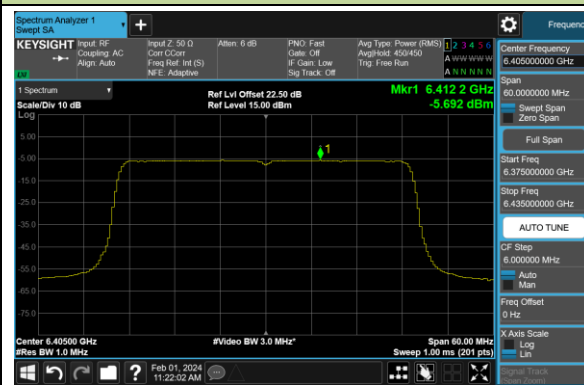 Spectrum Analyzer 1
Swept SA
Frequency
KEYSIGHT
Input: RF
Coupling: AC
Align: Auto
Input Z: 50 Ω
Corr CCorr
Freq Ref: Int (S)
NFE: Adaptive
Atten: 6 dB
PNO: Fast
Gate: Off
IF Gain: Low
Sig Track: Off
Avg Type: Power (RMS)
Avg|Hold: 450/450
Trig: Free Run
1 2 3 4 5 6
A W W W W W
A N N N N N
1 Spectrum
Scale/Div 10 dB
Log
Ref Lvl Offset 22.50 dB
Ref Level 15.00 dBm
Mkr1 6.412 2 GHz
-5.692 dBm
5.00
-5.00
-15.0
-25.0
-35.0
-45.0
-55.0
-65.0
-75.0
1
Center 6.40500 GHz
#Res BW 1.0 MHz
#Video BW 3.0 MHz*
Span 60.00 MHz
Sweep 1.00 ms (201 pts)
Center Frequency
6.405000000 GHz
Span
60.0000000 MHz
Swept Span
Zero Span
Full Span
Start Freq
6.375000000 GHz
Stop Freq
6.435000000 GHz
AUTO TUNE
CF Step
6.000000 MHz
Auto
Man
Freq Offset
0 Hz
X Axis Scale
Log
Lin
Signal Track
(Span Zoom)
Feb 01, 2024
11:22:02 AM